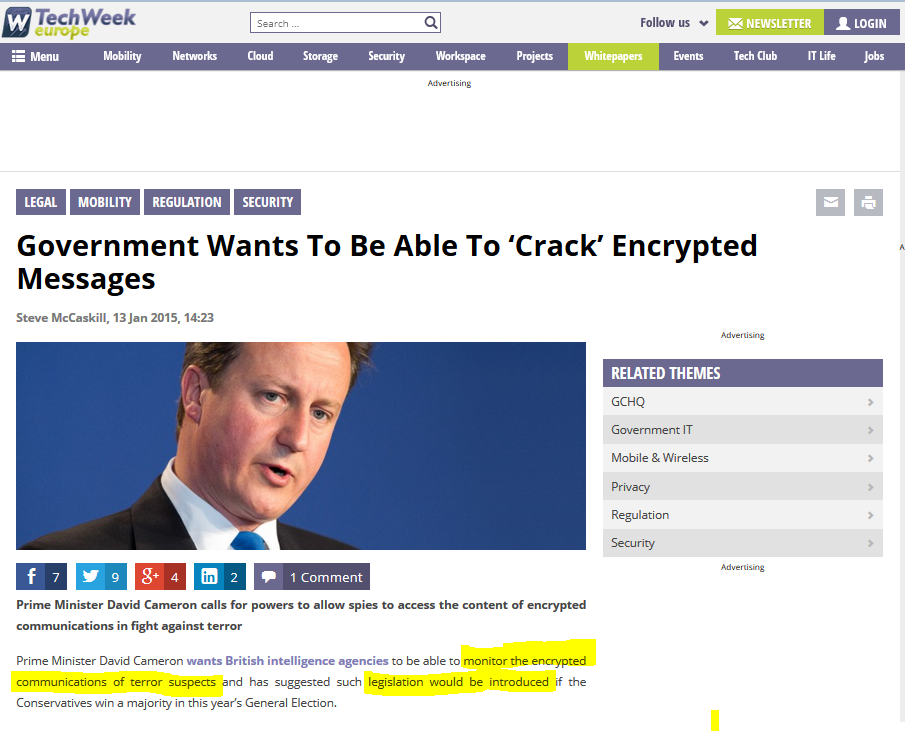 TechWeek
europe
Search ...
Follow us
NEWSLETTER
LOGIN
Menu
Mobility
Networks
Cloud
Storage
Security
Workspace
Projects
Whitepapers
Events
Tech Club
IT Life
Jobs
Advertising
LEGAL
MOBILITY
REGULATION
SECURITY
Government Wants To Be Able To ‘Crack’ Encrypted
Messages
A
Steve McCaskill, 13 Jan 2015, 14:23
Advertising
RELATED THEMES
GCHQ
Government IT
Mobile & Wireless
Privacy
Regulation
Security
Advertising
f 7
9
g+ 4
in 2
1 Comment
Prime Minister David Cameron calls for powers to allow spies to access the content of encrypted
communications in fight against terror
Prime Minister David Cameron wants British intelligence agencies to be able to monitor the encrypted
communications of terror suspects and has suggested such legislation would be introduced if the
Conservatives win a majority in this year’s General Election.